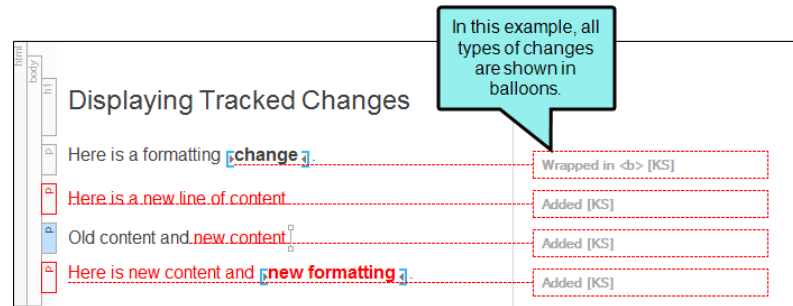 In this example, all
types of changes
are shown in
balloons.
html
body
h1
Displaying Tracked Changes
p
Here is a formatting change.
Wrapped in <b> [KS]
p
Here is a new line of content
Added [KS]
p
Old content and new content
Added [KS]
p
Here is new content and new formatting.
Added [KS]